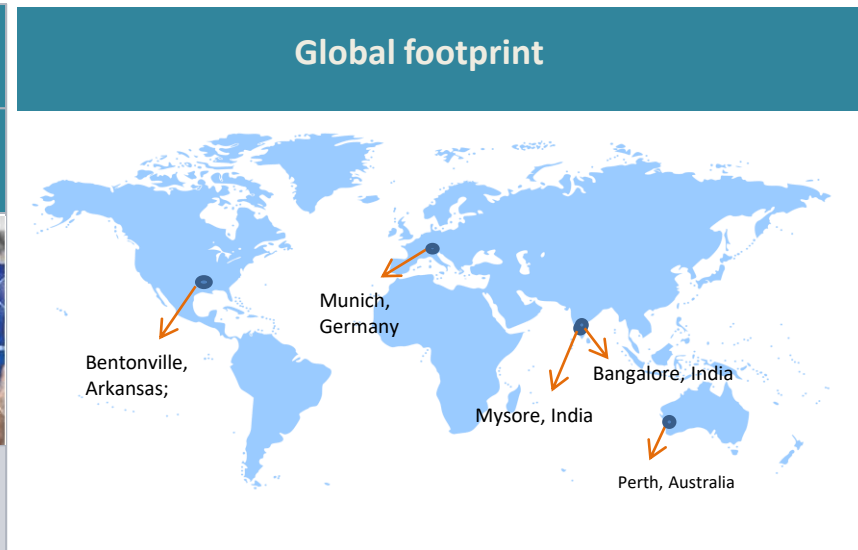 Global footprint
Munich,
Germany
Bentonville,
Arkansas;
Bangalore, India
Mysore, India
Perth, Australia